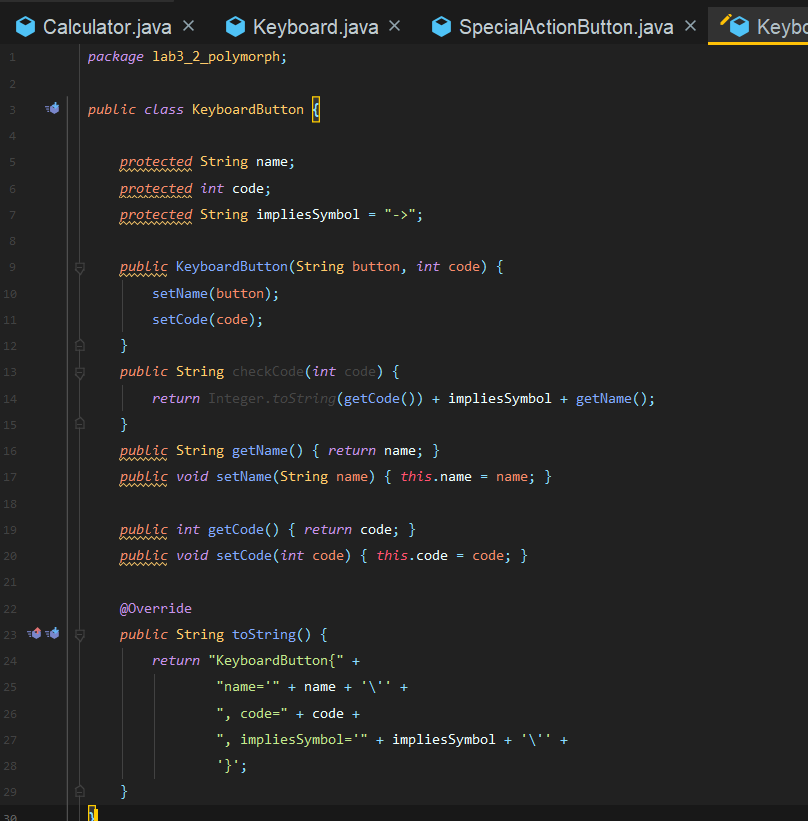 Calculator.java × Keyboard.java × SpecialActionButton.java ×
1 package lab3_2_polymorph;
2
3 public class KeyboardButton {
4
5 protected String name;
6 protected int code;
7 protected String impliesSymbol = "->";
8
9 public KeyboardButton(String button, int code) {
10 setName(button);
11 setCode(code);
12 }
13 public String checkCode(int code) {
14 return Integer.toString(getCode()) + impliesSymbol + getName();
15 }
16 public String getName() { return name; }
17 public void setName(String name) { this.name = name; }
18
19 public int getCode() { return code; }
20 public void setCode(int code) { this.code = code; }
21
22 @Override
23 public String toString() {
24 return "KeyboardButton{" +
25 "name='" + name + '\'' +
26 ", code=" + code +
27 ", impliesSymbol='" + impliesSymbol + '\'' +
28 '}';
29 }
30 }